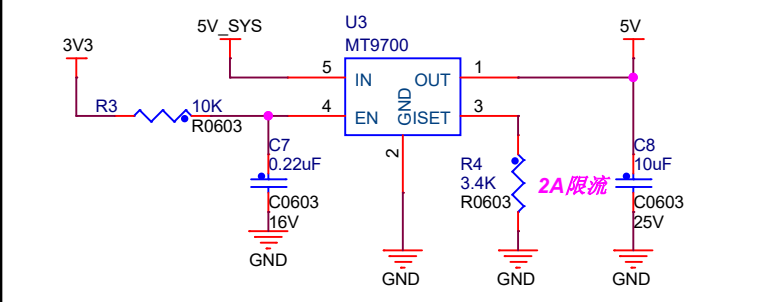 5V_SYS
U3
5V
3V3
MT9700
5
IN
OUT
1
R3
10K
R0603
4
EN
GND
ISET
3
2
C7
0.22uF
C0603
16V
R4
3.4K
R0603
2A限流
C8
10uF
C0603
25V
GND
GND
GND
GND